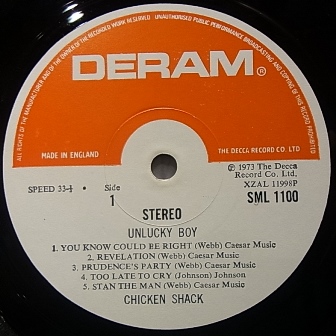 ALL RIGHTS OF THE MANUFACTURER AND OF THE OWNER OF THE RECORDED WORK RESERVED UNAUTHORISED PUBLIC PERFORMANCE BROADCASTING AND COPYING OF THIS RECORD PROHIBITED
DERAM®
MADE IN ENGLAND
THE DECCA RECORD CO. LTD.
SPEED 33⅓
Side
1
STEREO
℗ 1973 The Decca
Record Co. Ltd.
XZAL 11998P
SML 1100
UNLUCKY BOY
1. YOU KNOW COULD BE RIGHT (Webb) Caesar Music
2. REVELATION (Webb) Caesar Music
3. PRUDENCE'S PARTY (Webb) Caesar Music
4. TOO LATE TO CRY (Johnson) Johnson
5. STAN THE MAN (Webb) Caesar Music
CHICKEN SHACK